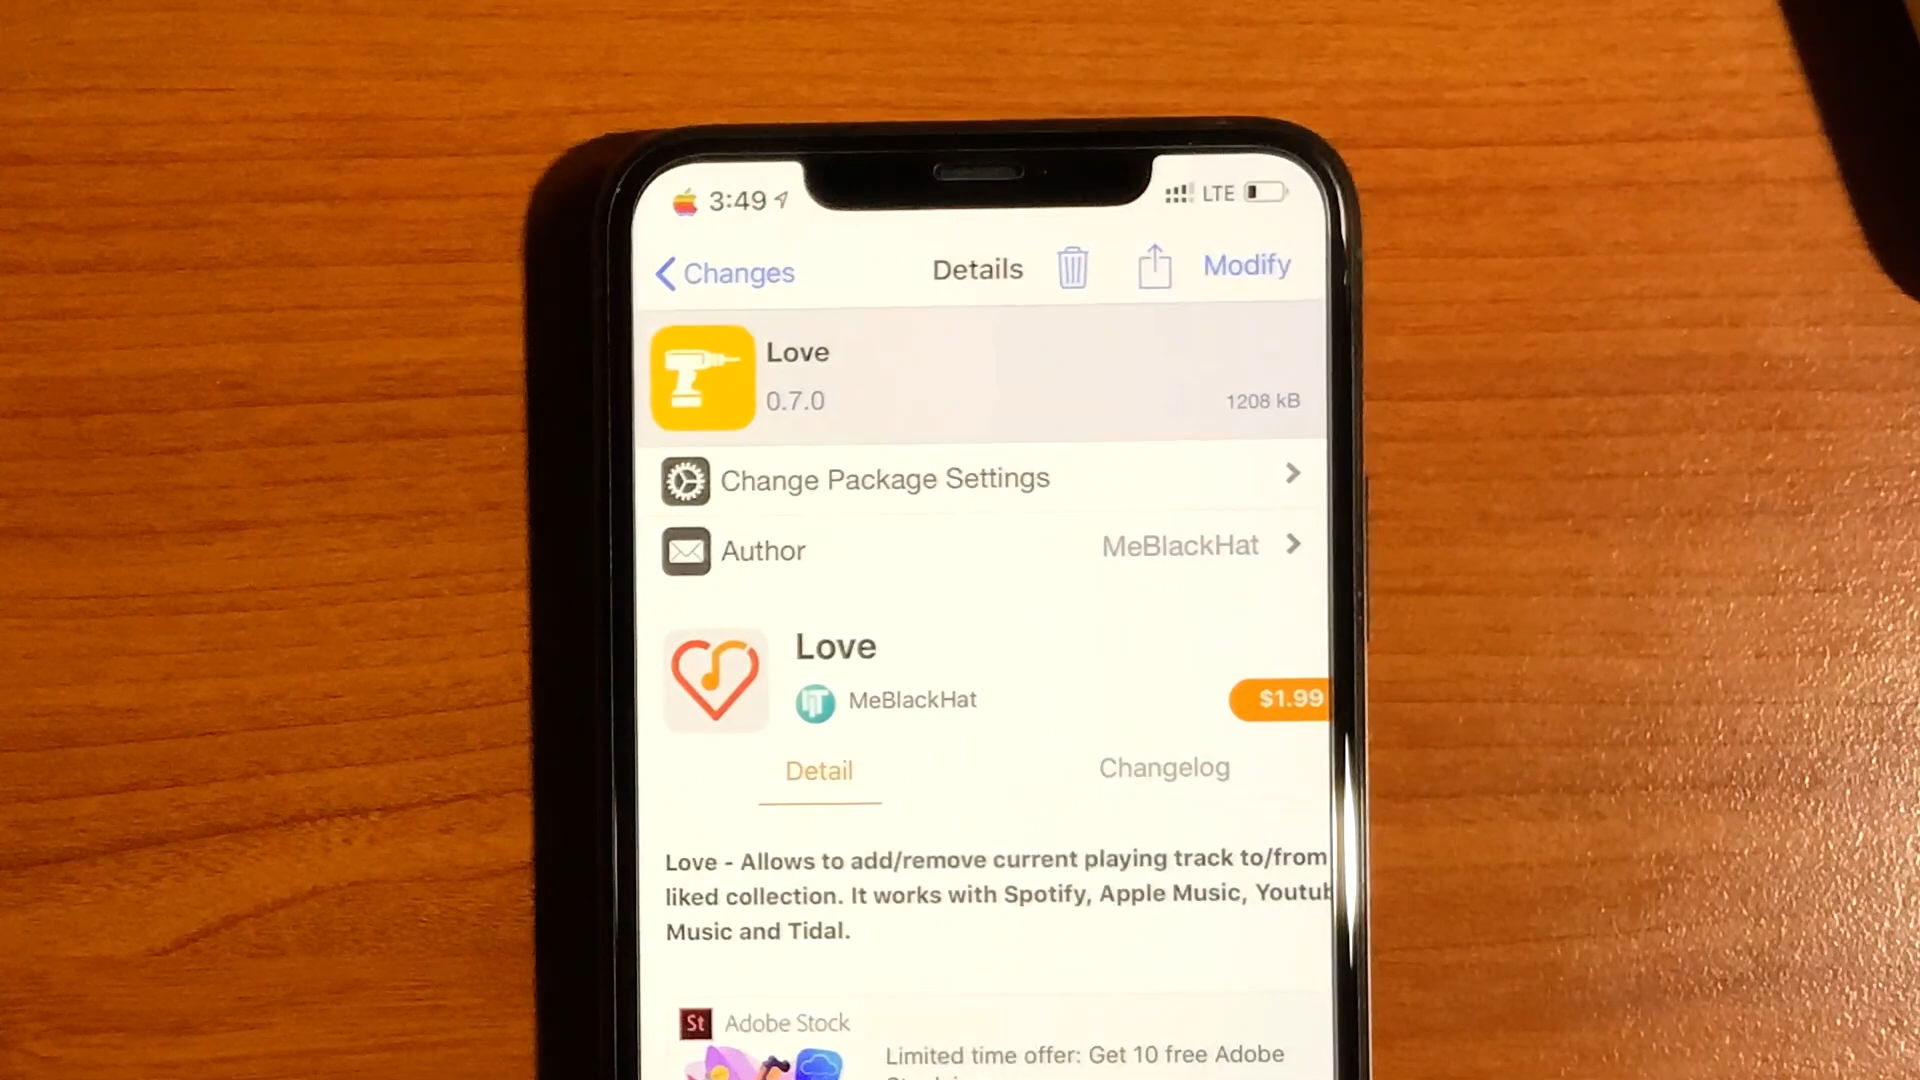 3:49
LTE
Changes
Details
Modify
Love
0.7.0
1208 kB
Change Package Settings
Author
MeBlackHat
Love
MeBlackHat
$1.99
Detail
Changelog
Love - Allows to add/remove current playing track to/from
liked collection. It works with Spotify, Apple Music, Youtub
Music and Tidal.
St
Adobe Stock
Limited time offer: Get 10 free Adobe